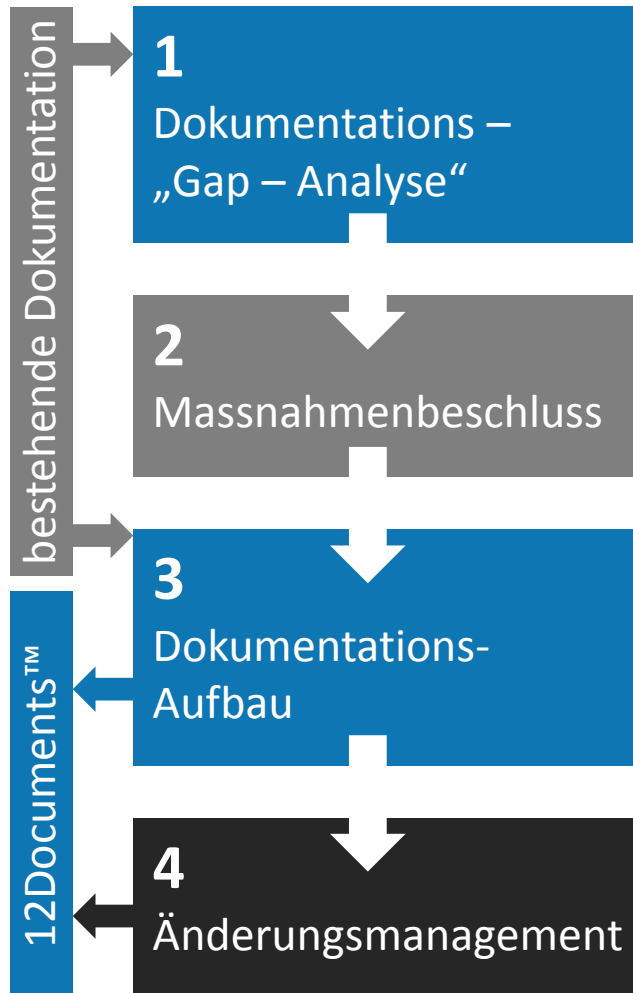 bestehende Dokumentation
1
Dokumentations –
„Gap – Analyse“
2
Massnahmenbeschluss
3
Dokumentations-
Aufbau
12Documents™
4
Änderungsmanagement